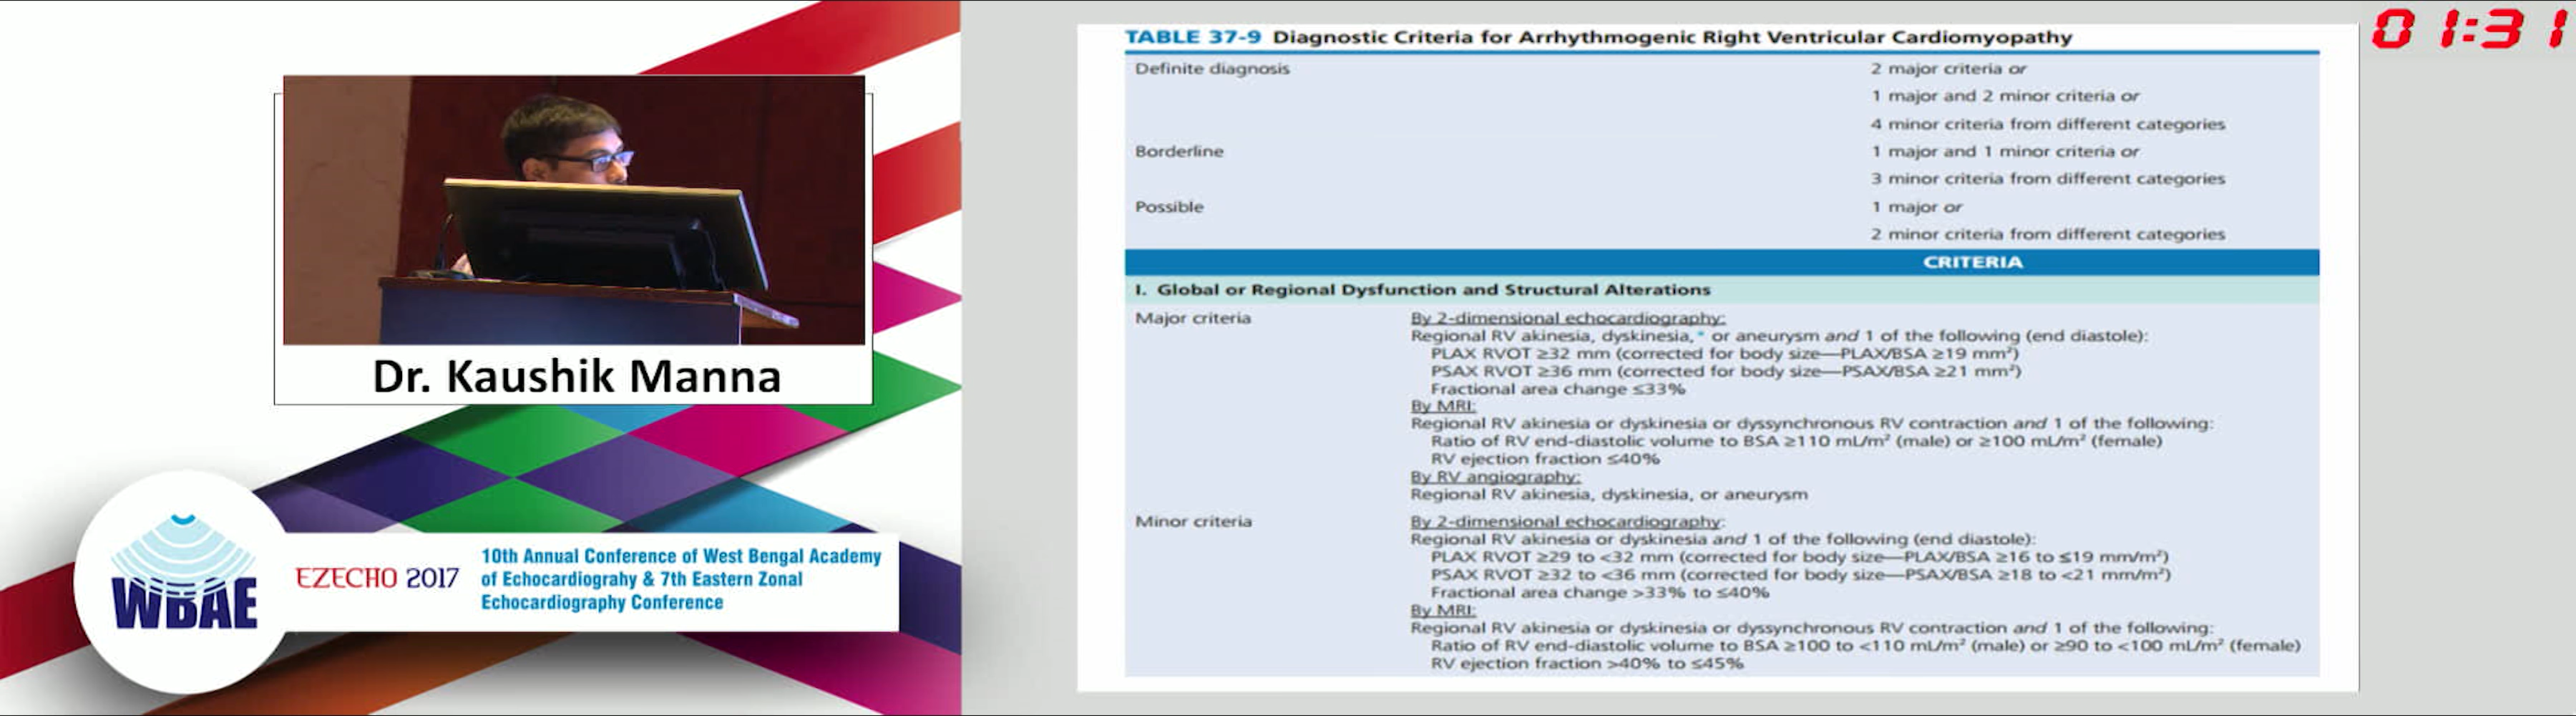 Dr. Kaushik Manna
WBAE
EZECHO 2017
10th Annual Conference of West Bengal Academy
of Echocardiograhy & 7th Eastern Zonal
Echocardiography Conference
01:31
TABLE 37-9 Diagnostic Criteria for Arrhythmogenic Right Ventricular Cardiomyopathy
Definite diagnosis 2 major criteria or
1 major and 2 minor criteria or
4 minor criteria from different categories
Borderline 1 major and 1 minor criteria or
3 minor criteria from different categories
Possible 1 major or
2 minor criteria from different categories
CRITERIA
I. Global or Regional Dysfunction and Structural Alterations
Major criteria By 2-dimensional echocardiography:
Regional RV akinesia, dyskinesia,* or aneurysm and 1 of the following (end diastole):
PLAX RVOT ≥32 mm (corrected for body size—PLAX/BSA ≥19 mm²)
PSAX RVOT ≥36 mm (corrected for body size—PSAX/BSA ≥21 mm²)
Fractional area change ≤33%
By MRI:
Regional RV akinesia or dyskinesia or dyssynchronous RV contraction and 1 of the following:
Ratio of RV end-diastolic volume to BSA ≥110 mL/m² (male) or ≥100 mL/m² (female)
RV ejection fraction ≤40%
By RV angiography:
Regional RV akinesia, dyskinesia, or aneurysm
Minor criteria By 2-dimensional echocardiography:
Regional RV akinesia or dyskinesia and 1 of the following (end diastole):
PLAX RVOT ≥29 to <32 mm (corrected for body size—PLAX/BSA ≥16 to ≤19 mm/m²)
PSAX RVOT ≥32 to <36 mm (corrected for body size—PSAX/BSA ≥18 to <21 mm/m²)
Fractional area change >33% to ≤40%
By MRI:
Regional RV akinesia or dyskinesia or dyssynchronous RV contraction and 1 of the following:
Ratio of RV end-diastolic volume to BSA ≥100 to <110 mL/m² (male) or ≥90 to <100 mL/m² (female)
RV ejection fraction >40% to ≤45%